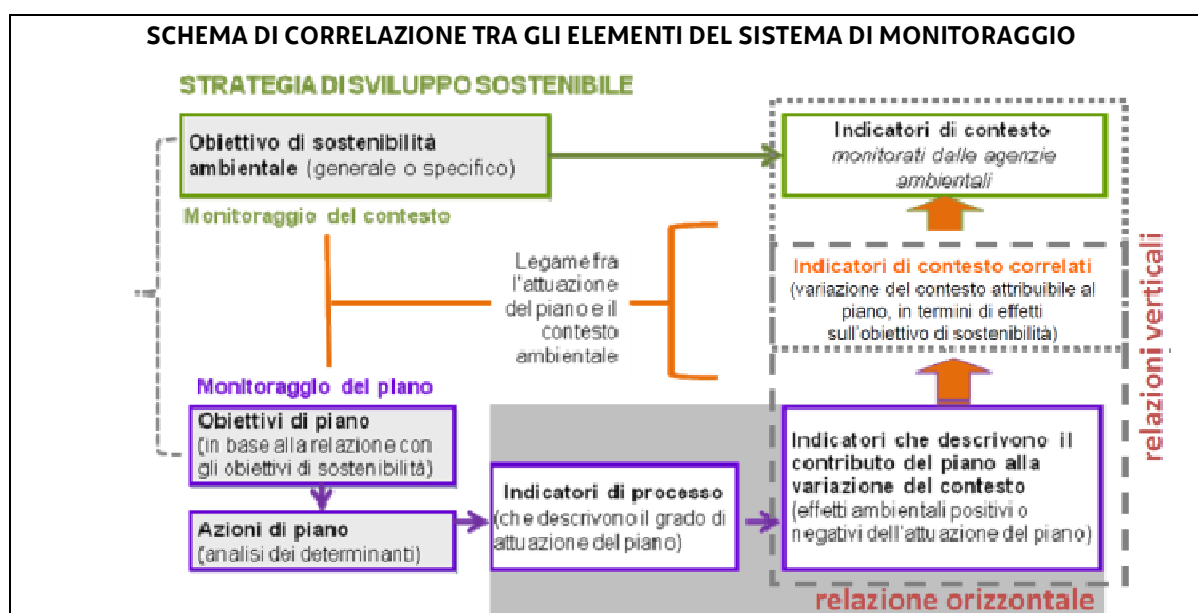 SCHEMA DI CORRELAZIONE TRA GLI ELEMENTI DEL SISTEMA DI MONITORAGGIO
STRATEGIA DI SVILUPPO SOSTENIBILE
Obiettivo di sostenibilità
ambientale (generale o specifico)
Indicatori di contesto
monitorati dalle agenzie
ambientali
Monitoraggio del contesto
Legame fra
l'attuazione
del piano e il
contesto
ambientale
Indicatori di contesto correlati
(variazione del contesto attribuibile al
piano, in termini di effetti
sull'obiettivo di sostenibilità)
relazioni verticali
Monitoraggio del piano
Obiettivi di piano
(in base alla relazione con
gli obiettivi di sostenibilità)
Azioni di piano
(analisi dei determinanti)
Indicatori di processo
(che descrivono il grado di
attuazione del piano)
Indicatori che descrivono il
contributo del piano alla
variazione del contesto
(effetti ambientali positivi o
negativi dell'attuazione del piano)
relazione orizzontale